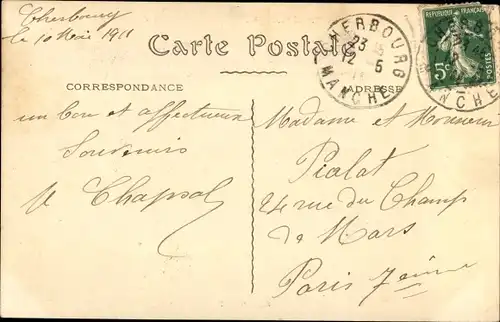 Cherbourg
le 10 Mai 1911
Carte Postale
CORRESPONDANCE
ADRESSE
CHERBOURG
23
12 5
MANCHE
REPUBLIQUE FRANÇAISE
5c
POSTES
MANCHE
un bon et affectueux
Souvenir
Chapsal
Madame et Monsieur
Pialat
24 rue du Champ
de Mars
Paris 7eme